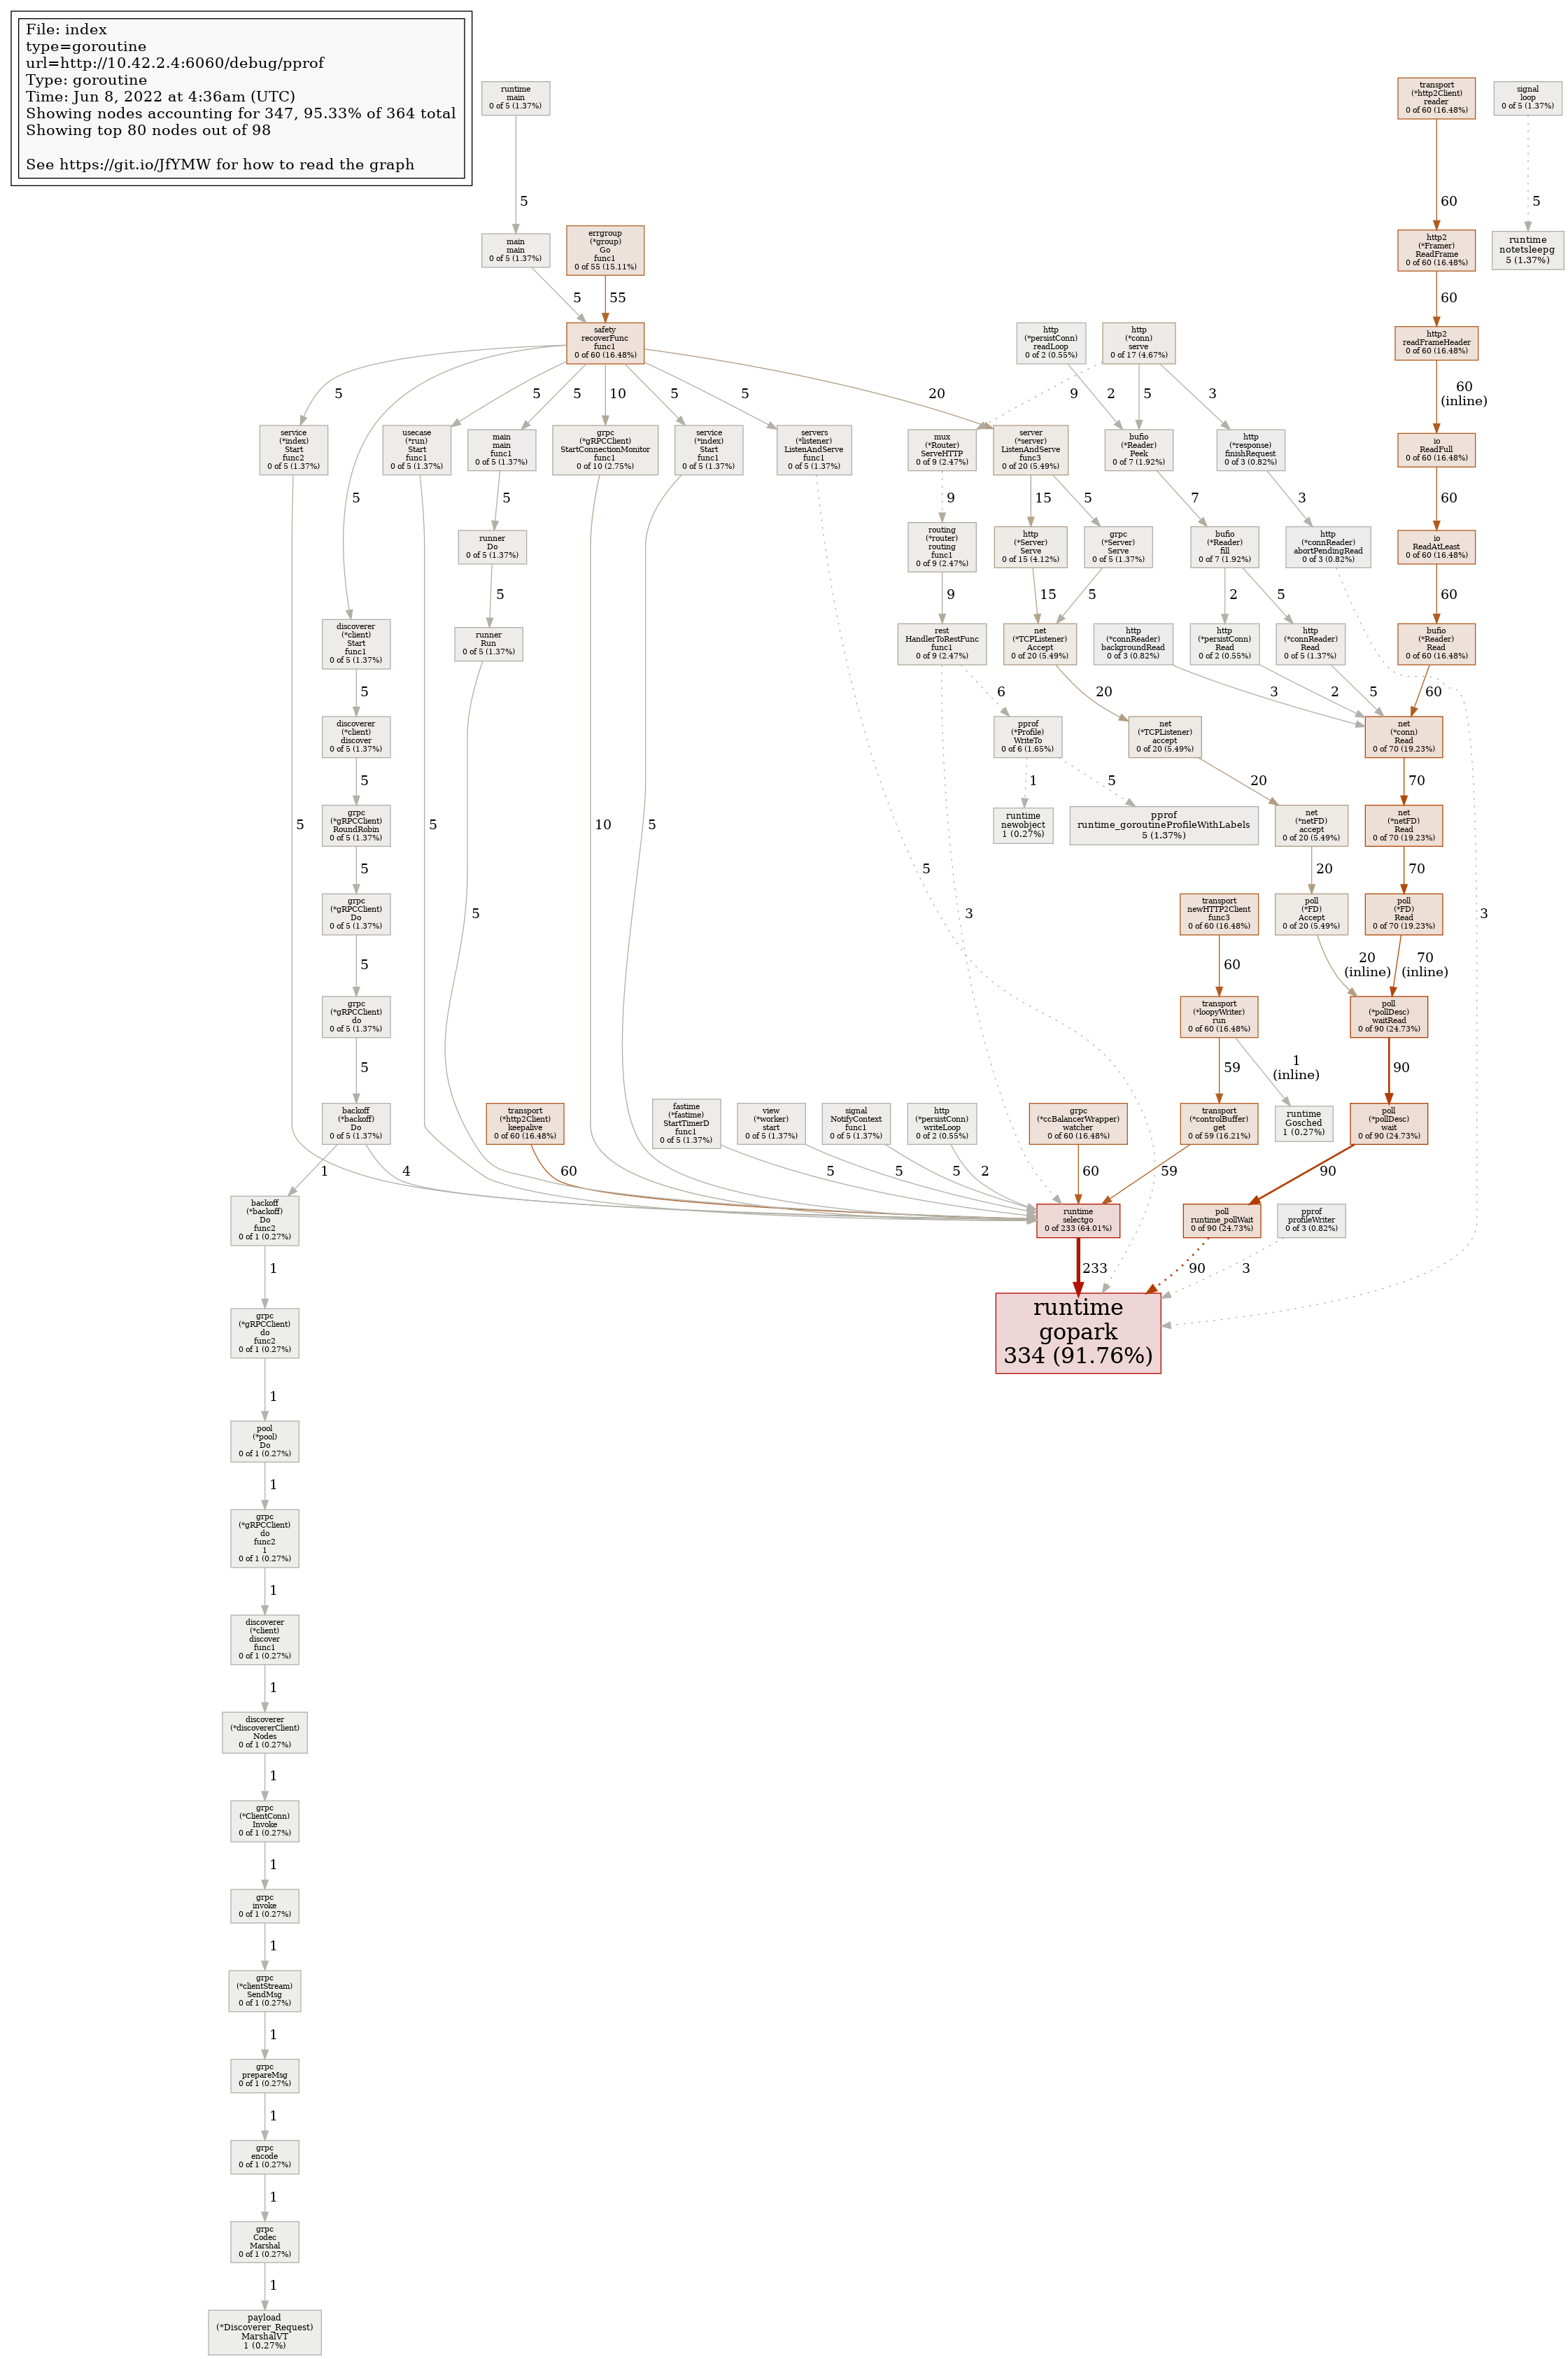 File: index
type=goroutine
url=http://10.42.2.4:6060/debug/pprof
Type: goroutine
Time: Jun 8, 2022 at 4:36am (UTC)
Showing nodes accounting for 347, 95.33% of 364 total
Showing top 80 nodes out of 98
See https://git.io/JfYMW for how to read the graph
runtime
main
0 of 5 (1.37%)
transport
(*http2Client)
reader
0 of 60 (16.48%)
signal
loop
0 of 5 (1.37%)
5
60
5
main
main
0 of 5 (1.37%)
errgroup
(*group)
Go
func1
0 of 55 (15.11%)
http2
(*Framer)
ReadFrame
0 of 60 (16.48%)
runtime
notetsleepg
5 (1.37%)
5
55
60
safety
recoverFunc
func1
0 of 60 (16.48%)
http
(*persistConn)
readLoop
0 of 2 (0.55%)
http
(*conn)
serve
0 of 17 (4.67%)
http2
readFrameHeader
0 of 60 (16.48%)
5
5
5
10
5
5
20
9
2
5
3
60
(inline)
service
(*index)
Start
func2
0 of 5 (1.37%)
usecase
(*run)
Start
func1
0 of 5 (1.37%)
main
main
func1
0 of 5 (1.37%)
grpc
(*gRPCClient)
StartConnectionMonitor
func1
0 of 10 (2.75%)
service
(*index)
Start
func1
0 of 5 (1.37%)
servers
(*listener)
ListenAndServe
func1
0 of 5 (1.37%)
mux
(*Router)
ServeHTTP
0 of 9 (2.47%)
server
(*server)
ListenAndServe
func3
0 of 20 (5.49%)
bufio
(*Reader)
Peek
0 of 7 (1.92%)
http
(*response)
finishRequest
0 of 3 (0.82%)
io
ReadFull
0 of 60 (16.48%)
5
5
9
15
5
7
3
60
runner
Do
0 of 5 (1.37%)
routing
(*router)
routing
func1
0 of 9 (2.47%)
http
(*Server)
Serve
0 of 15 (4.12%)
grpc
(*Server)
Serve
0 of 5 (1.37%)
bufio
(*Reader)
fill
0 of 7 (1.92%)
http
(*connReader)
abortPendingRead
0 of 3 (0.82%)
io
ReadAtLeast
0 of 60 (16.48%)
5
9
15
5
2
5
60
discoverer
(*client)
Start
func1
0 of 5 (1.37%)
runner
Run
0 of 5 (1.37%)
rest
HandlerToRestFunc
func1
0 of 9 (2.47%)
net
(*TCPListener)
Accept
0 of 20 (5.49%)
http
(*connReader)
backgroundRead
0 of 3 (0.82%)
http
(*persistConn)
Read
0 of 2 (0.55%)
http
(*connReader)
Read
0 of 5 (1.37%)
bufio
(*Reader)
Read
0 of 60 (16.48%)
5
6
20
3
2
5
60
discoverer
(*client)
discover
0 of 5 (1.37%)
pprof
(*Profile)
WriteTo
0 of 6 (1.65%)
net
(*TCPListener)
accept
0 of 20 (5.49%)
net
(*conn)
Read
0 of 70 (19.23%)
5
1
5
20
70
grpc
(*gRPCClient)
RoundRobin
0 of 5 (1.37%)
5
5
10
5
runtime
newobject
1 (0.27%)
pprof
runtime_goroutineProfileWithLabels
5 (1.37%)
net
(*netFD)
accept
0 of 20 (5.49%)
net
(*netFD)
Read
0 of 70 (19.23%)
5
5
20
70
grpc
(*gRPCClient)
Do
0 of 5 (1.37%)
5
3
transport
newHTTP2Client
func3
0 of 60 (16.48%)
poll
(*FD)
Accept
0 of 20 (5.49%)
poll
(*FD)
Read
0 of 70 (19.23%)
3
5
60
20
(inline)
70
(inline)
grpc
(*gRPCClient)
do
0 of 5 (1.37%)
transport
(*loopyWriter)
run
0 of 60 (16.48%)
poll
(*pollDesc)
waitRead
0 of 90 (24.73%)
5
59
1
(inline)
90
backoff
(*backoff)
Do
0 of 5 (1.37%)
transport
(*http2Client)
keepalive
0 of 60 (16.48%)
fastime
(*fastime)
StartTimerD
func1
0 of 5 (1.37%)
view
(*worker)
start
0 of 5 (1.37%)
signal
NotifyContext
func1
0 of 5 (1.37%)
http
(*persistConn)
writeLoop
0 of 2 (0.55%)
grpc
(*ccBalancerWrapper)
watcher
0 of 60 (16.48%)
transport
(*controlBuffer)
get
0 of 59 (16.21%)
runtime
Gosched
1 (0.27%)
poll
(*pollDesc)
wait
0 of 90 (24.73%)
1
4
60
5
5
5
2
60
59
90
backoff
(*backoff)
Do
func2
0 of 1 (0.27%)
runtime
selectgo
0 of 233 (64.01%)
poll
runtime_pollWait
0 of 90 (24.73%)
pprof
profileWriter
0 of 3 (0.82%)
1
233
90
3
runtime
gopark
334 (91.76%)
grpc
(*gRPCClient)
do
func2
0 of 1 (0.27%)
1
pool
(*pool)
Do
0 of 1 (0.27%)
1
grpc
(*gRPCClient)
do
func2
1
0 of 1 (0.27%)
1
discoverer
(*client)
discover
func1
0 of 1 (0.27%)
1
discoverer
(*discovererClient)
Nodes
0 of 1 (0.27%)
1
grpc
(*ClientConn)
Invoke
0 of 1 (0.27%)
1
grpc
invoke
0 of 1 (0.27%)
1
grpc
(*clientStream)
SendMsg
0 of 1 (0.27%)
1
grpc
prepareMsg
0 of 1 (0.27%)
1
grpc
encode
0 of 1 (0.27%)
1
grpc
Codec
Marshal
0 of 1 (0.27%)
1
payload
(*Discoverer_Request)
MarshalVT
1 (0.27%)